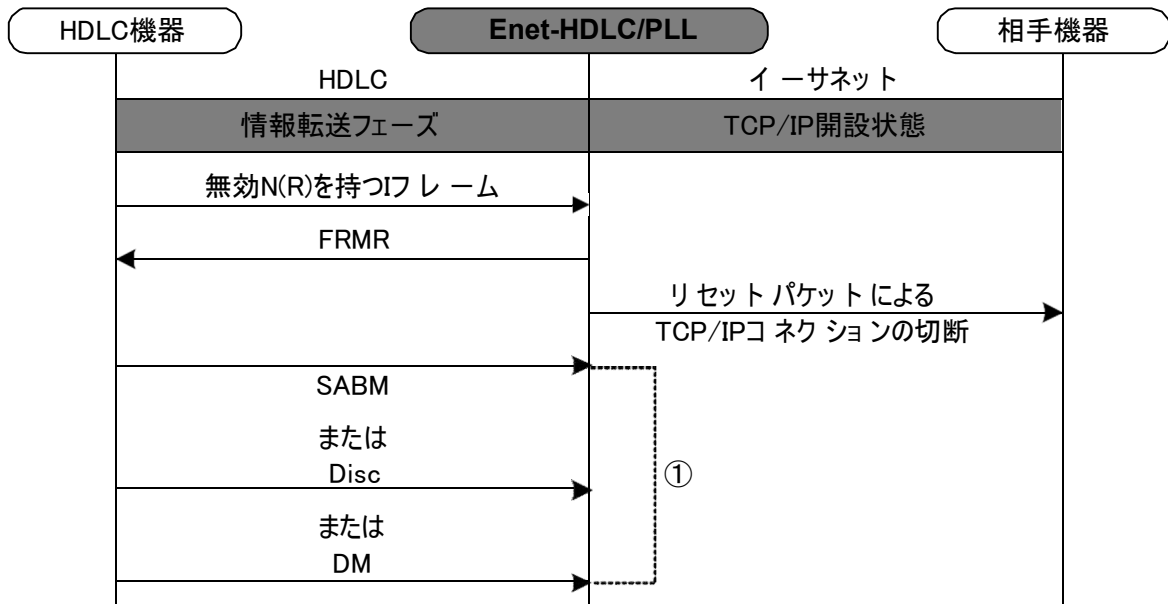 HDLC機器
Enet-HDLC/PLL
相手機器
HDLC
イーサネット
情報転送フェーズ
TCP/IP開設状態
無効N(R)を持つIフレーム
FRMR
リセットパケットによる
TCP/IPコネクションの切断
SABM
または
Disc
①
または
DM